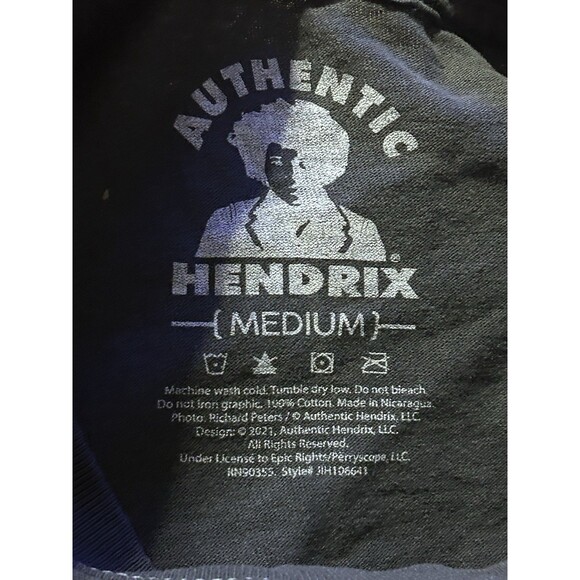 AUTHENTIC
HENDRIX®
{MEDIUM}
Machine wash cold. Tumble dry low. Do not bleach.
Do not iron graphic. 100% Cotton. Made in Nicaragua.
Photo: Richard Peters / © Authentic Hendrix, LLC.
Design: © 2021, Authentic Hendrix, LLC.
All Rights Reserved.
Under License to Epic Rights/Perryscope, LLC.
RN90355. Style# JIH106641